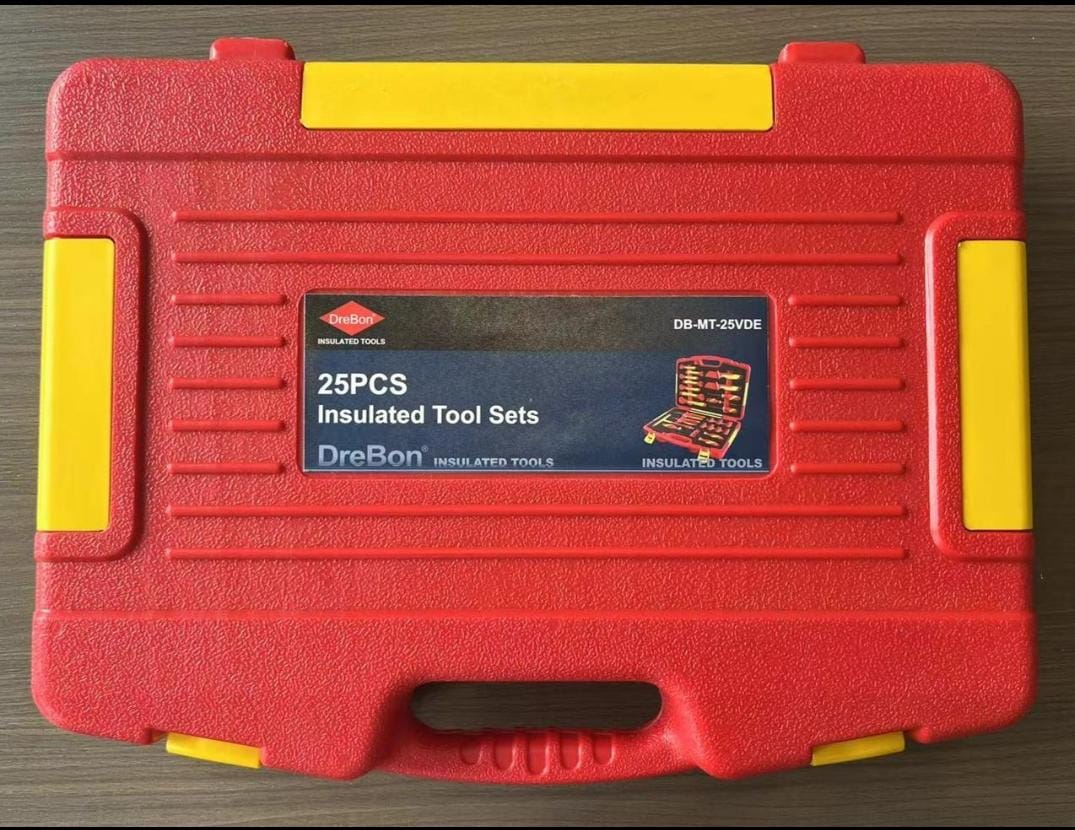 DreBon®
INSULATED TOOLS
DB-MT-25VDE
25PCS
Insulated Tool Sets
DreBon® INSULATED TOOLS
INSULATED TOOLS